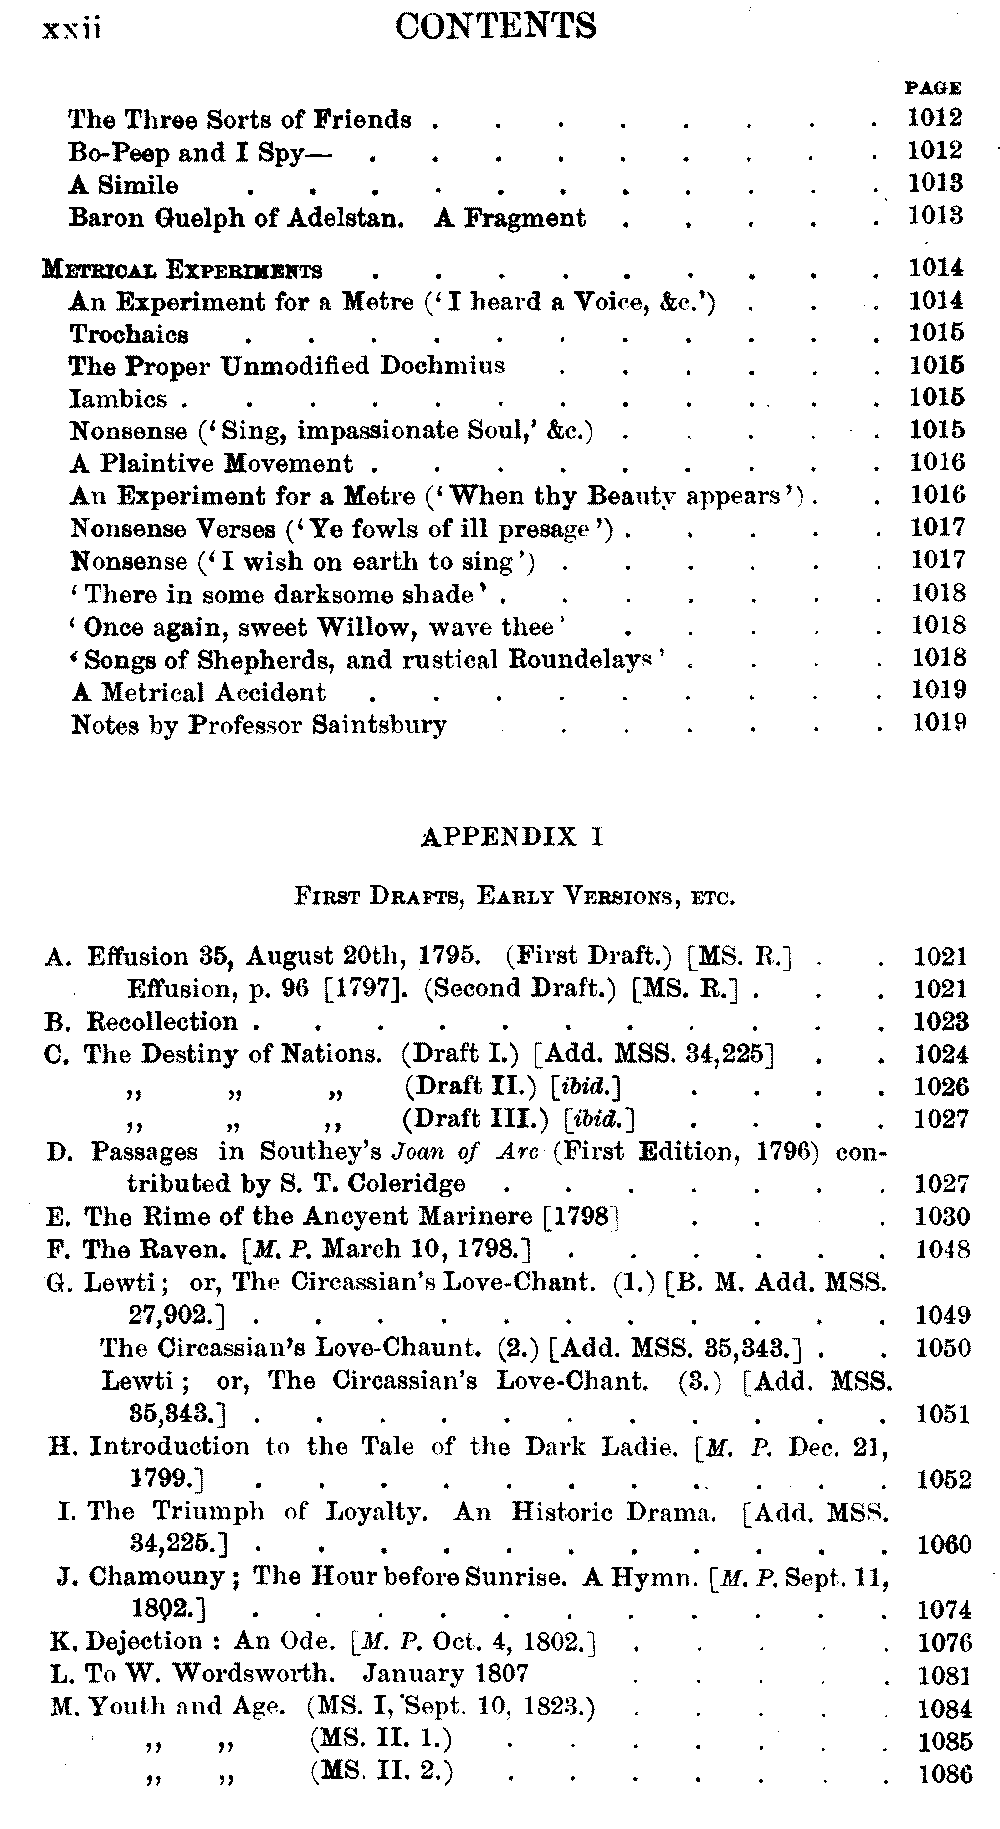 xxii CONTENTS
PAGE
The Three Sorts of Friends . . . . . . . . 1012
Bo-Peep and I Spy— . . . . . . . . . 1012
A Simile . . . . . . . . . . . 1013
Baron Guelph of Adelstan. A Fragment . . . . . 1013
METRICAL EXPERIMENTS . . . . . . . . . 1014
An Experiment for a Metre (‘I heard a Voice, &c.’) . . . 1014
Trochaics . . . . . . . . . . . 1015
The Proper Unmodified Dochmius . . . . . . 1015
Iambics . . . . . . . . . . . . 1015
Nonsense (‘Sing, impassionate Soul,’ &c.) . . . . . 1015
A Plaintive Movement . . . . . . . . . 1016
An Experiment for a Metre (‘When thy Beauty appears’) . . 1016
Nonsense Verses (‘Ye fowls of ill presage’) . . . . . 1017
Nonsense (‘I wish on earth to sing’) . . . . . . 1017
‘There in some darksome shade’ . . . . . . . 1018
‘Once again, sweet Willow, wave thee’ . . . . . 1018
‘Songs of Shepherds, and rustical Roundelays’ . . . . 1018
A Metrical Accident . . . . . . . . . 1019
Notes by Professor Saintsbury . . . . . . 1019
APPENDIX I
FIRST DRAFTS, EARLY VERSIONS, ETC.
A. Effusion 35, August 20th, 1795. (First Draft.) [MS. R.] . . 1021
Effusion, p. 96 [1797]. (Second Draft.) [MS. R.] . . . 1021
B. Recollection . . . . . . . . . . . 1023
C. The Destiny of Nations. (Draft I.) [Add. MSS. 34,225] . . 1024
„ „ „ (Draft II.) [ibid.] . . . . 1026
„ „ „ (Draft III.) [ibid.] . . . . 1027
D. Passages in Southey's Joan of Arc (First Edition, 1796) con-
tributed by S. T. Coleridge . . . . . . . 1027
E. The Rime of the Ancyent Marinere [1798] . . . 1030
F. The Raven. [M. P. March 10, 1798.] . . . . . . 1048
G. Lewti; or, The Circassian's Love-Chant. (1.) [B. M. Add. MSS.
27,902.] . . . . . . . . . . . 1049
The Circassian's Love-Chaunt. (2.) [Add. MSS. 35,343.] . . 1050
Lewti; or, The Circassian's Love-Chant. (3.) [Add. MSS.
35,343.] . . . . . . . . . . . 1051
H. Introduction to the Tale of the Dark Ladie. [M. P. Dec. 21,
1799.] . . . . . . . . . . . 1052
I. The Triumph of Loyalty. An Historic Drama. [Add. MSS.
34,225.] . . . . . . . . . . . 1060
J. Chamouny; The Hour before Sunrise. A Hymn. [M. P. Sept. 11,
1802.] . . . . . . . . . . . 1074
K. Dejection: An Ode. [M. P. Oct. 4, 1802.] . . . . . 1076
L. To W. Wordsworth. January 1807 . . . . . 1081
M. Youth and Age. (MS. I, Sept. 10, 1823.) . . . . . 1084
„ „ (MS. II. 1.) . . . . . . . 1085
„ „ (MS. II. 2.) . . . . . . . 1086